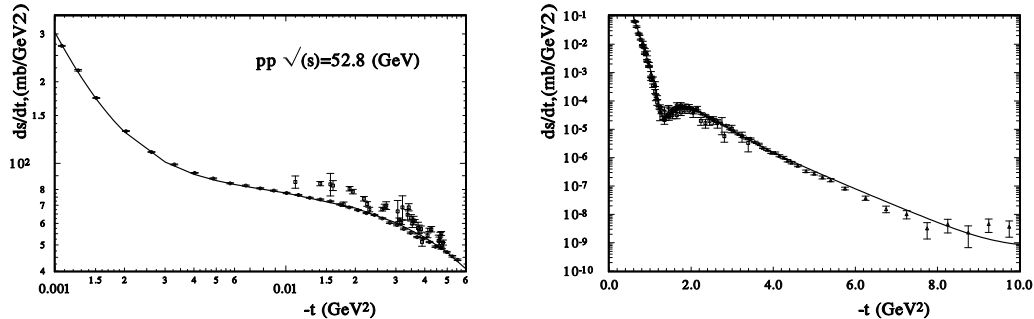 ds/dt,(mb/GeV2)
3
2
1.5
10²
8
7
6
5
4
pp √(s)=52.8 (GeV)
0.001 1.5 2 3 4 5 6 7 8 0.01 1.5 2 3 4 5 6
-t (GeV²)
ds/dt,(mb/GeV2)
10-1
10-2
10-3
10-4
10-5
10-6
10-7
10-8
10-9
10-10
0.0 2.0 4.0 6.0 8.0 10.0
-t (GeV²)